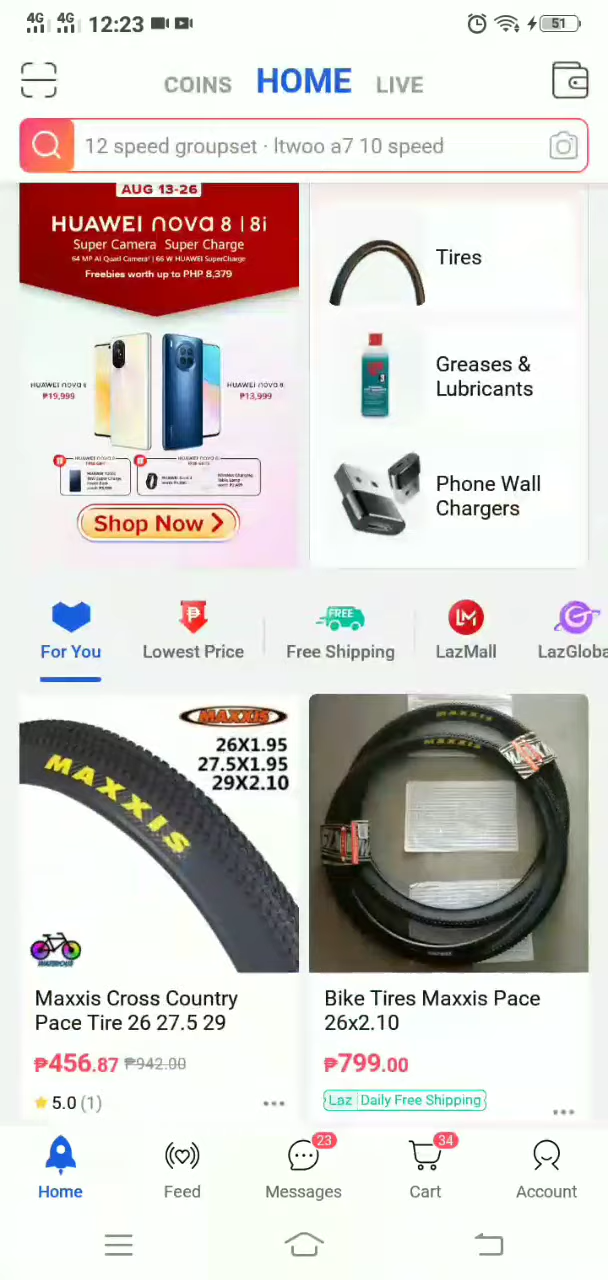 4G 4G 12:23 51
COINS HOME LIVE
12 speed groupset · ltwoo a7 10 speed
AUG 13-26
HUAWEI nova 8 | 8i
Super Camera Super Charge
64 MP AI Quad Camera | 66 W HUAWEI SuperCharge
Freebies worth up to PHP 8,379
HUAWEI nova 8
₱19,999
HUAWEI nova 8i
₱13,999
Shop Now
Tires
Greases &
Lubricants
Phone Wall
Chargers
FREE
LM
For You
Lowest Price
Free Shipping
LazMall
LazGloba
MAXXIS
26X1.95
27.5X1.95
29X2.10
MAXXIS
MAXXIS
MAXXIS
Maxxis Cross Country
Pace Tire 26 27.5 29
₱456.87 ₱942.00
5.0 (1)
Bike Tires Maxxis Pace
26x2.10
₱799.00
Laz Daily Free Shipping
23
34
Home
Feed
Messages
Cart
Account